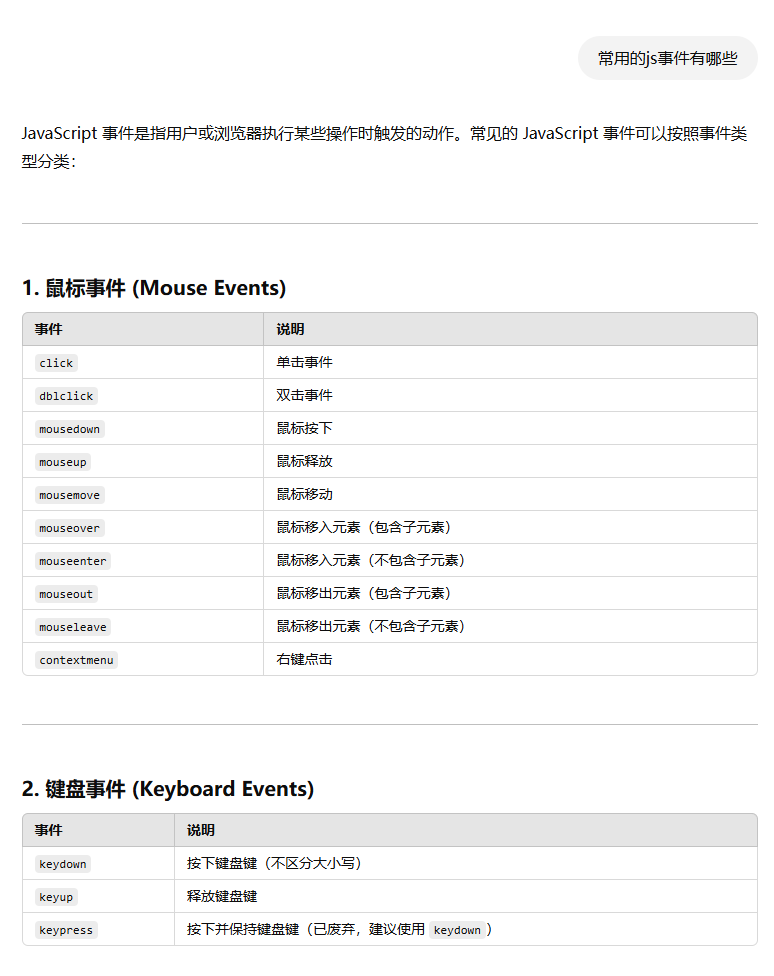 常用的js事件有哪些
JavaScript 事件是指用户或浏览器执行某些操作时触发的动作。常见的 JavaScript 事件可以按照事件类
型分类：
1. 鼠标事件 (Mouse Events)
事件 说明
click 单击事件
dblclick 双击事件
mousedown 鼠标按下
mouseup 鼠标释放
mousemove 鼠标移动
mouseover 鼠标移入元素（包含子元素）
mouseenter 鼠标移入元素（不包含子元素）
mouseout 鼠标移出元素（包含子元素）
mouseleave 鼠标移出元素（不包含子元素）
contextmenu 右键点击
2. 键盘事件 (Keyboard Events)
事件 说明
keydown 按下键盘键（不区分大小写）
keyup 释放键盘键
keypress 按下并保持键盘键（已废弃，建议使用 keydown）